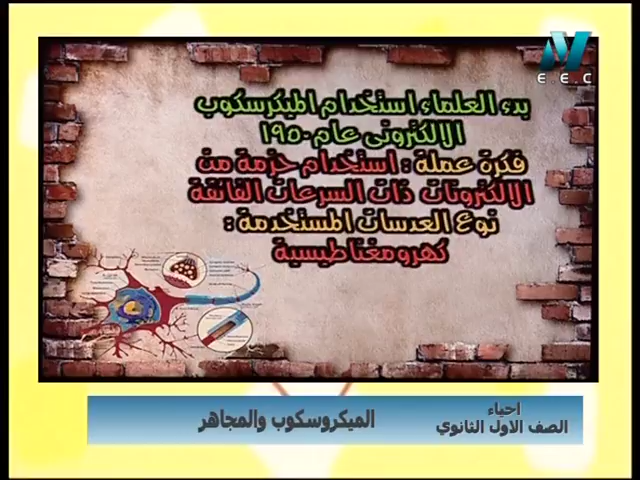 E.E.C
بدء العلماء استخدام الميكرسكوب
الالكترونى عام ١٩٥٠
فكرة عملة : استخدام حزمة من
الالكترونات ذات السرعات الفائقة
نوع العدسات المستخدمة :
كهرومغناطيسية
احياء
الصف الاول الثانوي
الميكروسكوب والمجاهر